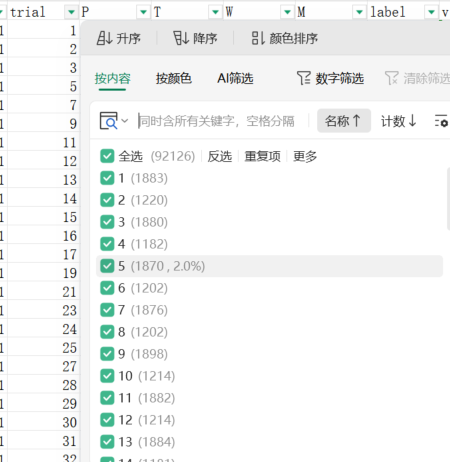 trial P T W M label v
1 1 升序 降序 颜色排序
1 2
1 3 按内容 按颜色 AI筛选 数字筛选 清除筛选
1 5
1 7
1 9 同时含所有关键字，空格分隔 名称↑ 计数↓
1 11
1 12 全选 (92126) 反选 重复项 更多
1 13 1 (1883)
1 14 2 (1220)
1 15 3 (1880)
1 16 4 (1182)
1 17 5 (1870 , 2.0%)
1 19 6 (1202)
1 21 7 (1876)
1 23 8 (1202)
1 24 9 (1898)
1 25 10 (1214)
1 27 11 (1882)
1 28 12 (1214)
1 29 13 (1884)
1 30
1 31